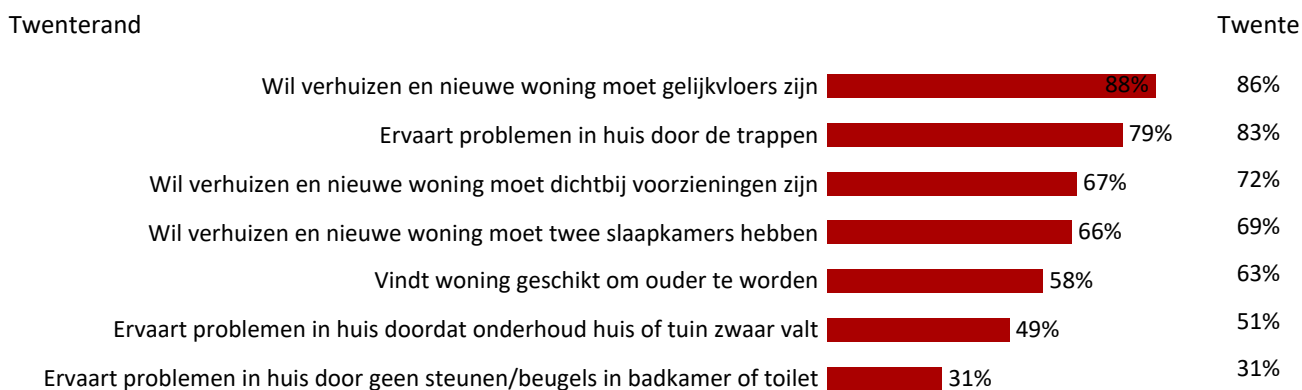 Twenterand Twente
Wil verhuizen en nieuwe woning moet gelijkvloers zijn 88% 86%
Ervaart problemen in huis door de trappen 79% 83%
Wil verhuizen en nieuwe woning moet dichtbij voorzieningen zijn 67% 72%
Wil verhuizen en nieuwe woning moet twee slaapkamers hebben 66% 69%
Vindt woning geschikt om ouder te worden 58% 63%
Ervaart problemen in huis doordat onderhoud huis of tuin zwaar valt 49% 51%
Ervaart problemen in huis door geen steunen/beugels in badkamer of toilet 31% 31%